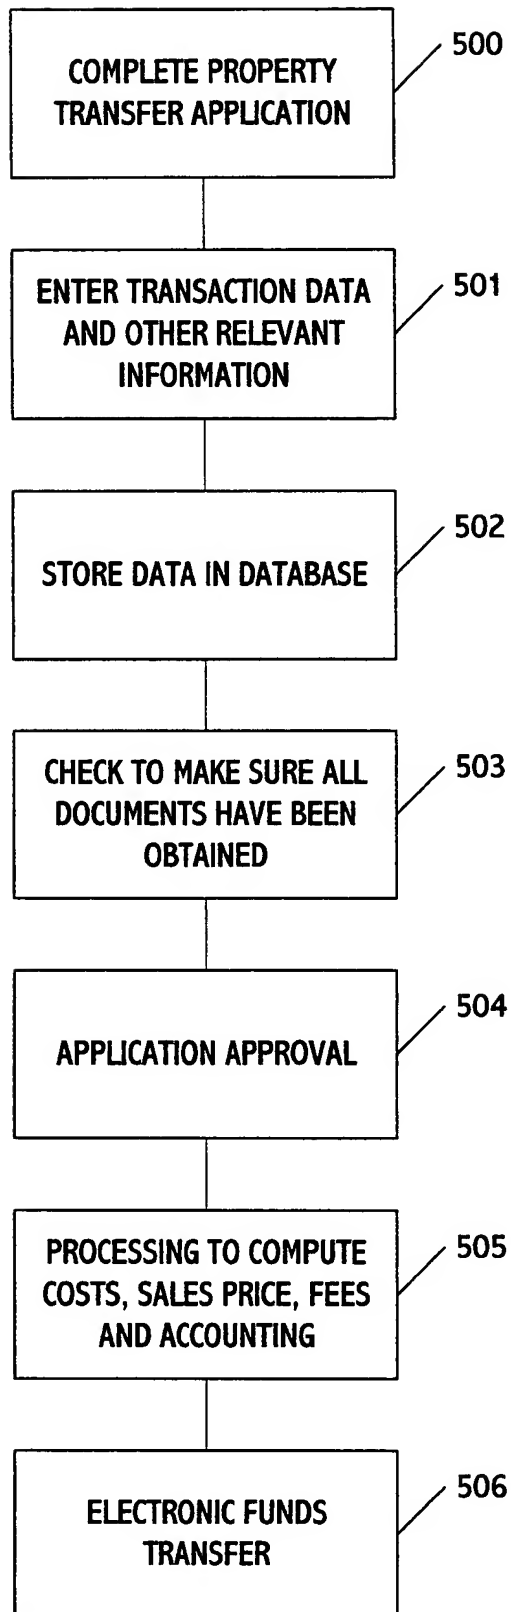 COMPLETE PROPERTY
TRANSFER APPLICATION
500
ENTER TRANSACTION DATA
AND OTHER RELEVANT
INFORMATION
501
STORE DATA IN DATABASE
502
CHECK TO MAKE SURE ALL
DOCUMENTS HAVE BEEN
OBTAINED
503
APPLICATION APPROVAL
504
PROCESSING TO COMPUTE
COSTS, SALES PRICE, FEES
AND ACCOUNTING
505
ELECTRONIC FUNDS
TRANSFER
506